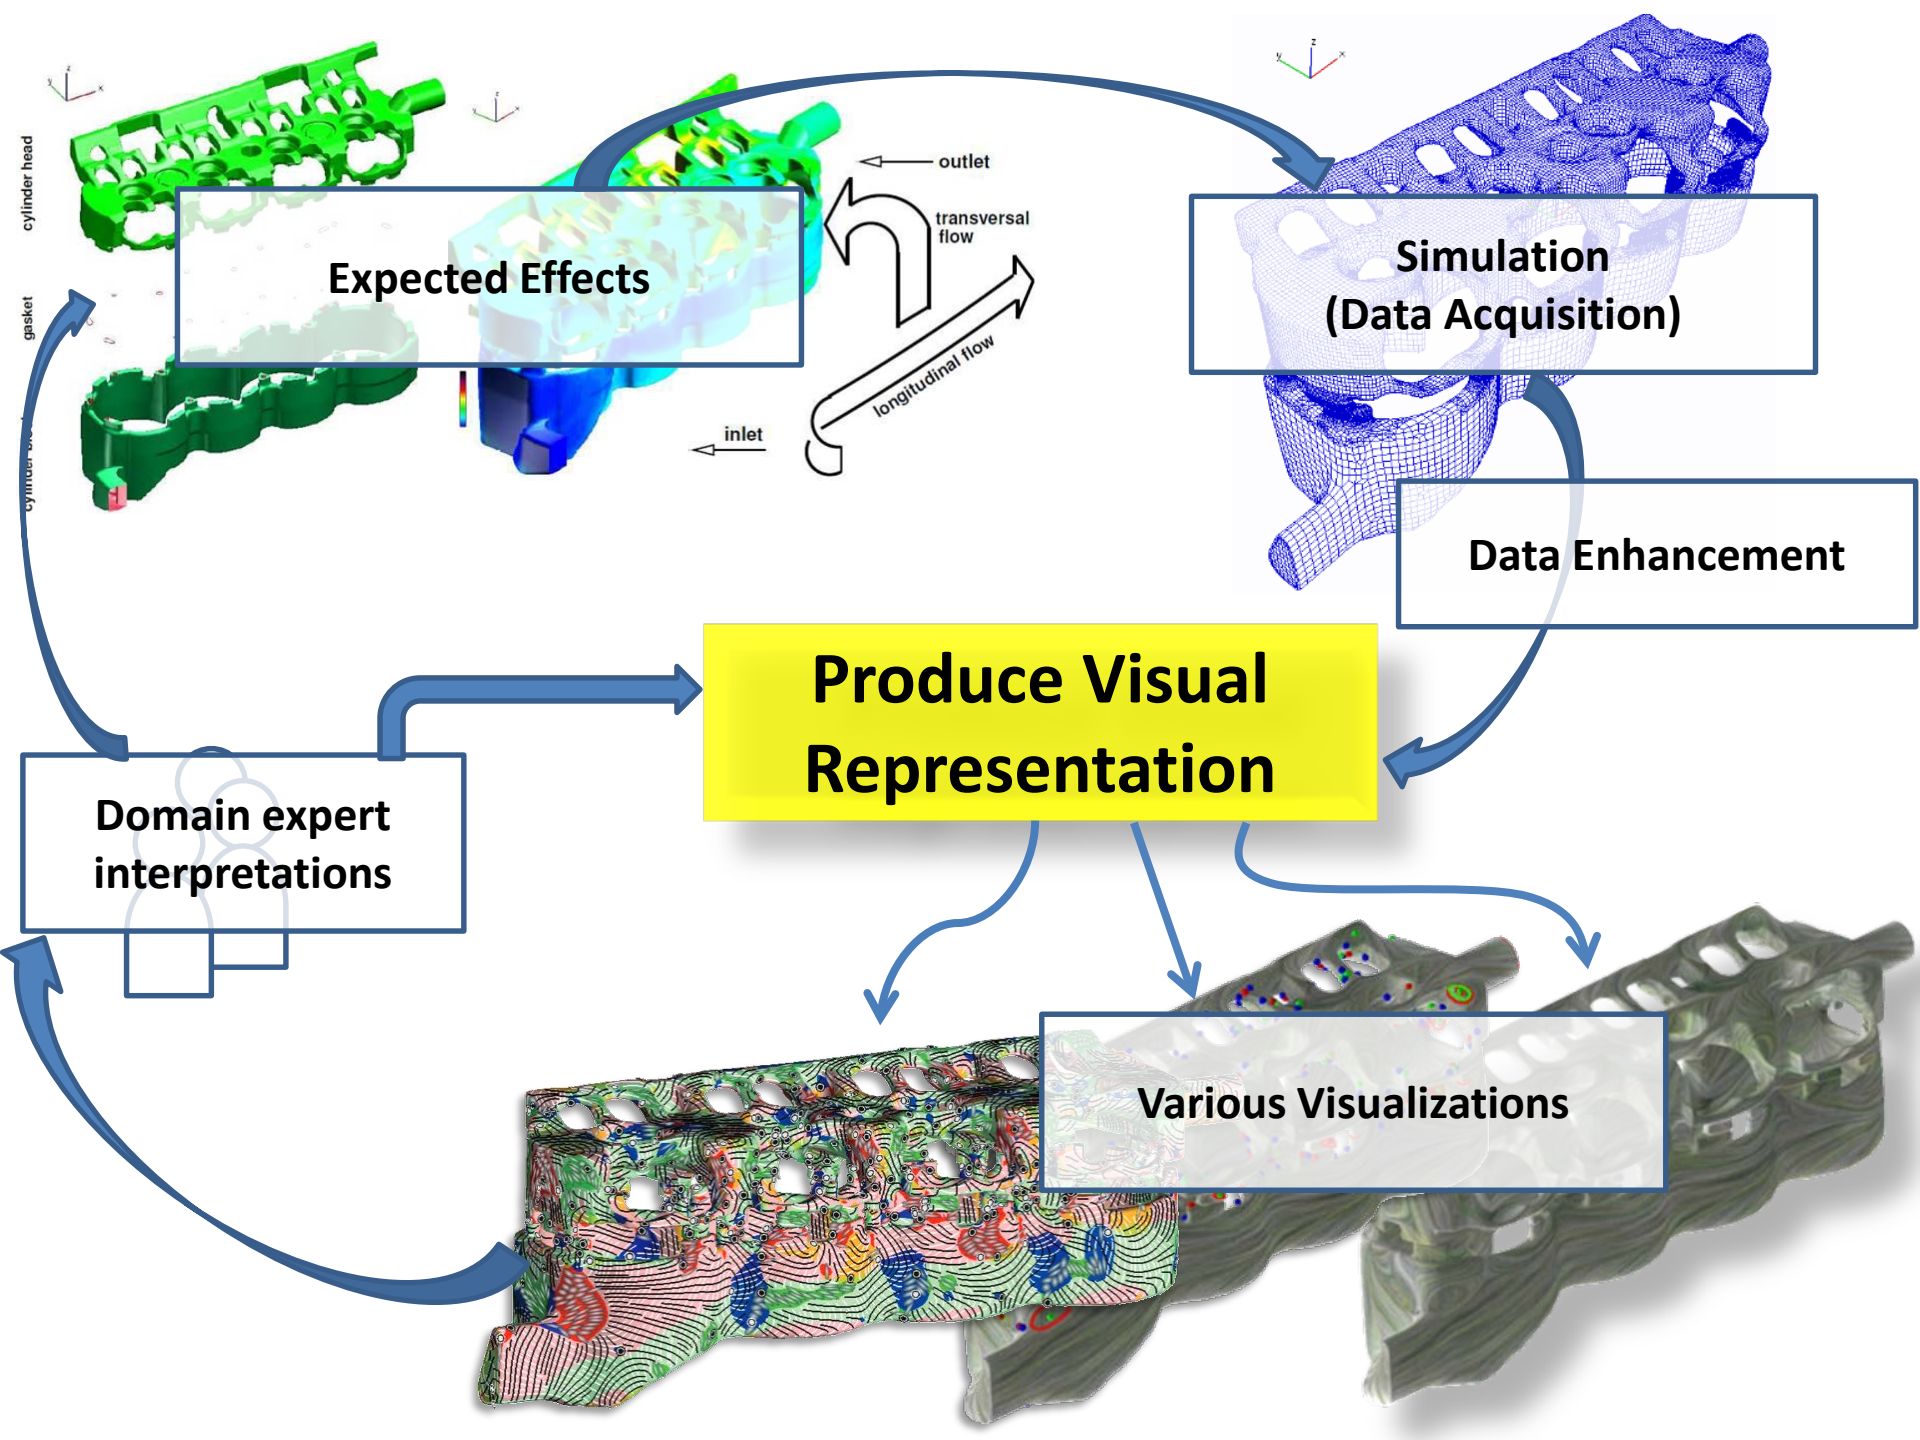 z
y
x
cylinder head
gasket
z
y
x
outlet
transversal
flow
longitudinal flow
inlet
Expected Effects
z
y
x
Simulation
(Data Acquisition)
Data Enhancement
Produce Visual
Representation
Domain expert
interpretations
Various Visualizations